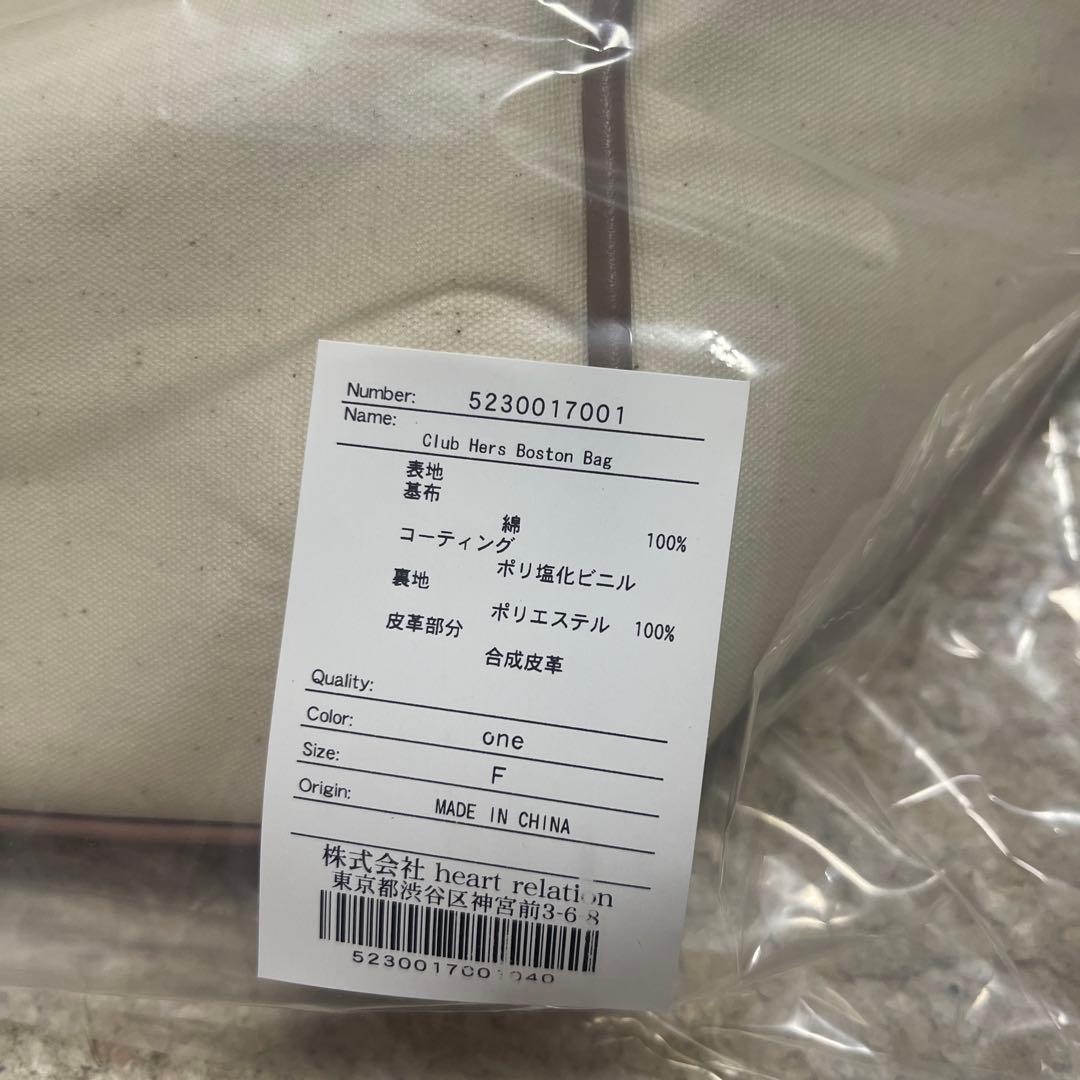 Number: 5230017001
Name:
Club Hers Boston Bag
表地
基布
綿 100%
コーティング
ポリ塩化ビニル
裏地
ポリエステル 100%
皮革部分
合成皮革
Quality:
Color: one
Size: F
Origin: MADE IN CHINA
株式会社 heart relation
東京都渋谷区神宮前3-6-8